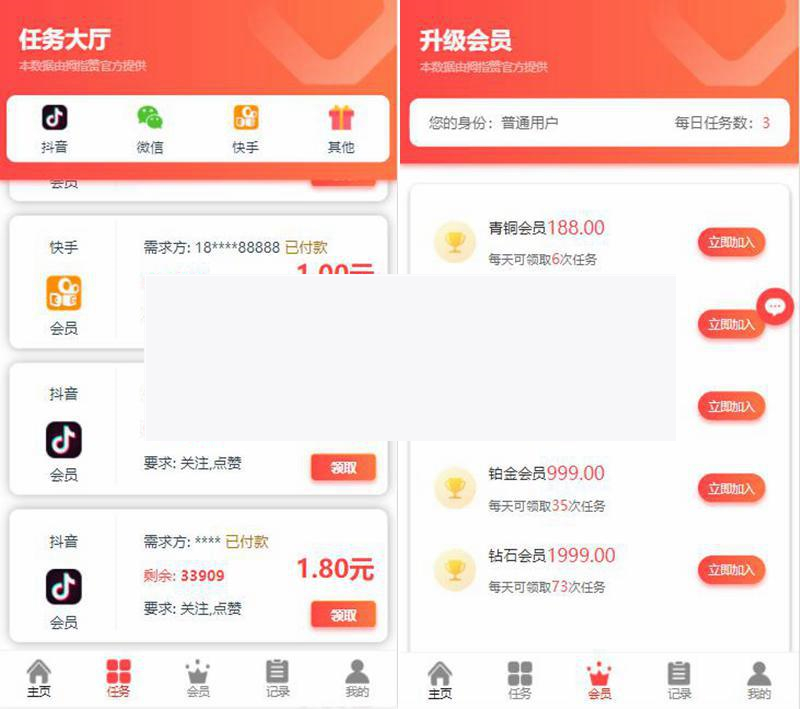 任务大厅
本数据由拇指赞官方提供
抖音
微信
快手
其他
会员
快手
会员
需求方: 18****88888 已付款
1.00元
抖音
会员
要求: 关注,点赞
领取
抖音
会员
需求方: **** 已付款
剩余: 33909
1.80元
要求: 关注,点赞
领取
主页
任务
会员
记录
我的
升级会员
本数据由拇指赞官方提供
您的身份: 普通用户
每日任务数: 3
青铜会员188.00
每天可领取6次任务
立即加入
立即加入
立即加入
铂金会员999.00
每天可领取35次任务
立即加入
钻石会员1999.00
每天可领取73次任务
立即加入
主页
任务
会员
记录
我的